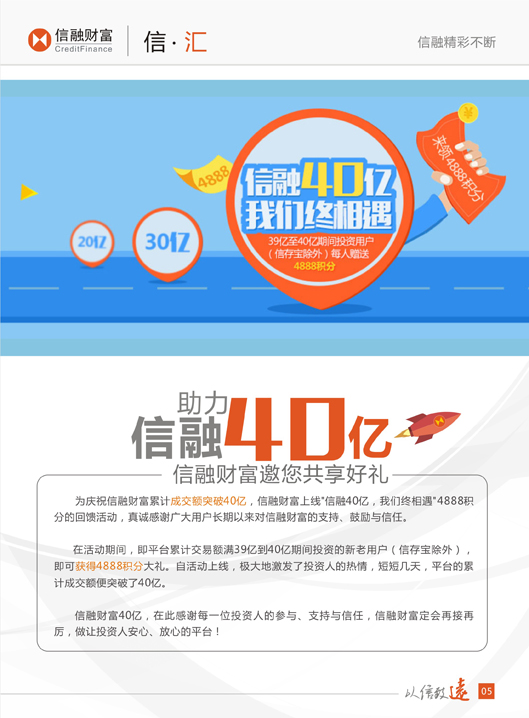 信融财富
CreditFinance
信·汇
信融精彩不断
4888
来领4888积分
¥
20亿
30亿
信融40亿
我们终相遇
39亿至40亿期间投资用户
（信存宝除外）每人赠送
4888积分
助力
信融40亿
信融财富邀您共享好礼
为庆祝信融财富累计成交额突破40亿，信融财富上线"信融40亿，我们终相遇"4888积
分的回馈活动，真诚感谢广大用户长期以来对信融财富的支持、鼓励与信任。
在活动期间，即平台累计交易额满39亿到40亿期间投资的新老用户（信存宝除外），
即可获得4888积分大礼。自活动上线，极大地激发了投资人的热情，短短几天，平台的累
计成交额便突破了40亿。
信融财富40亿，在此感谢每一位投资人的参与、支持与信任，信融财富定会再接再
厉，做让投资人安心、放心的平台！
以信致远
05